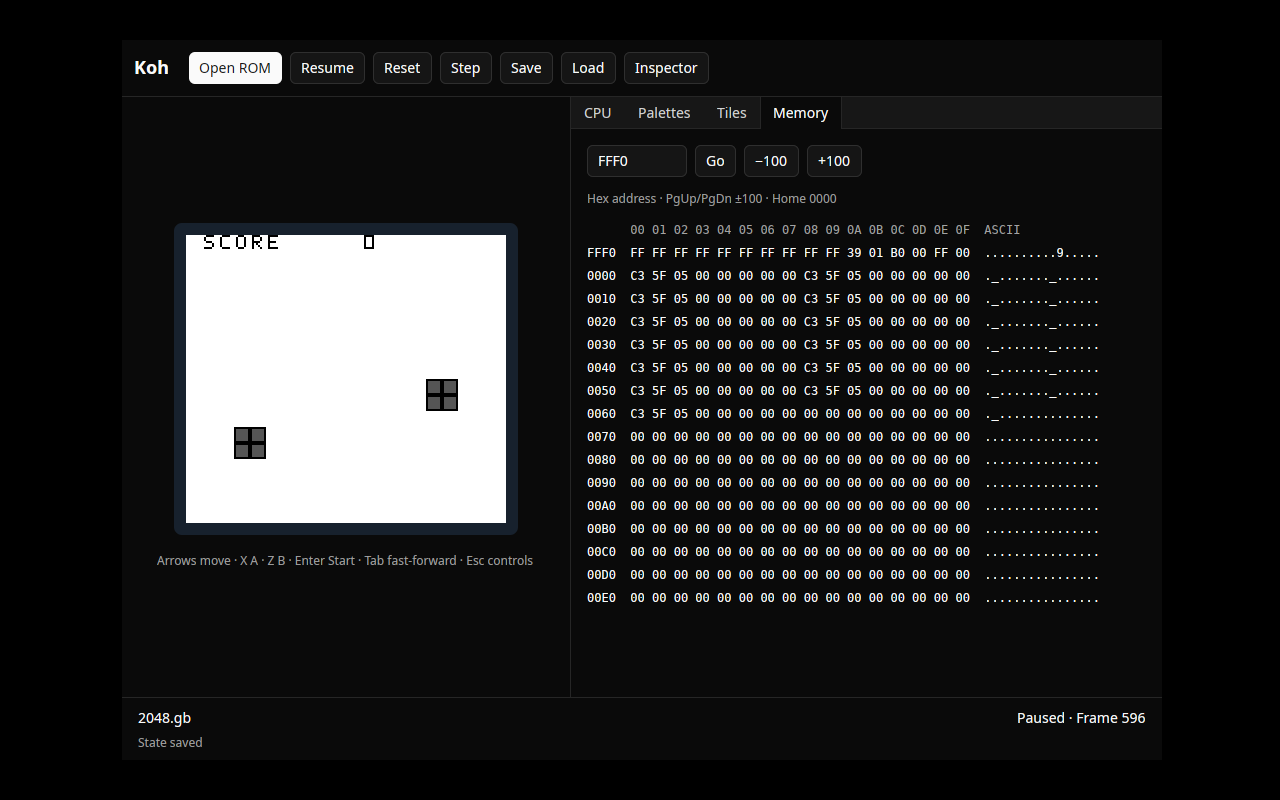 Koh Open ROM Resume Reset Step Save Load Inspector
CPU Palettes Tiles Memory
FFF0 Go −100 +100
Hex address · PgUp/PgDn ±100 · Home 0000
00 01 02 03 04 05 06 07 08 09 0A 0B 0C 0D 0E 0F ASCII
FFF0 FF FF FF FF FF FF FF FF FF FF 39 01 B0 00 FF 00 ..........9.....
0000 C3 5F 05 00 00 00 00 00 C3 5F 05 00 00 00 00 00 ._......._......
0010 C3 5F 05 00 00 00 00 00 C3 5F 05 00 00 00 00 00 ._......._......
0020 C3 5F 05 00 00 00 00 00 C3 5F 05 00 00 00 00 00 ._......._......
0030 C3 5F 05 00 00 00 00 00 C3 5F 05 00 00 00 00 00 ._......._......
0040 C3 5F 05 00 00 00 00 00 C3 5F 05 00 00 00 00 00 ._......._......
0050 C3 5F 05 00 00 00 00 00 C3 5F 05 00 00 00 00 00 ._......._......
0060 C3 5F 05 00 00 00 00 00 00 00 00 00 00 00 00 00 ._..............
0070 00 00 00 00 00 00 00 00 00 00 00 00 00 00 00 00 ................
0080 00 00 00 00 00 00 00 00 00 00 00 00 00 00 00 00 ................
0090 00 00 00 00 00 00 00 00 00 00 00 00 00 00 00 00 ................
00A0 00 00 00 00 00 00 00 00 00 00 00 00 00 00 00 00 ................
00B0 00 00 00 00 00 00 00 00 00 00 00 00 00 00 00 00 ................
00C0 00 00 00 00 00 00 00 00 00 00 00 00 00 00 00 00 ................
00D0 00 00 00 00 00 00 00 00 00 00 00 00 00 00 00 00 ................
00E0 00 00 00 00 00 00 00 00 00 00 00 00 00 00 00 00 ................
SCORE 0
Arrows move · X A · Z B · Enter Start · Tab fast-forward · Esc controls
2048.gb Paused · Frame 596
State saved